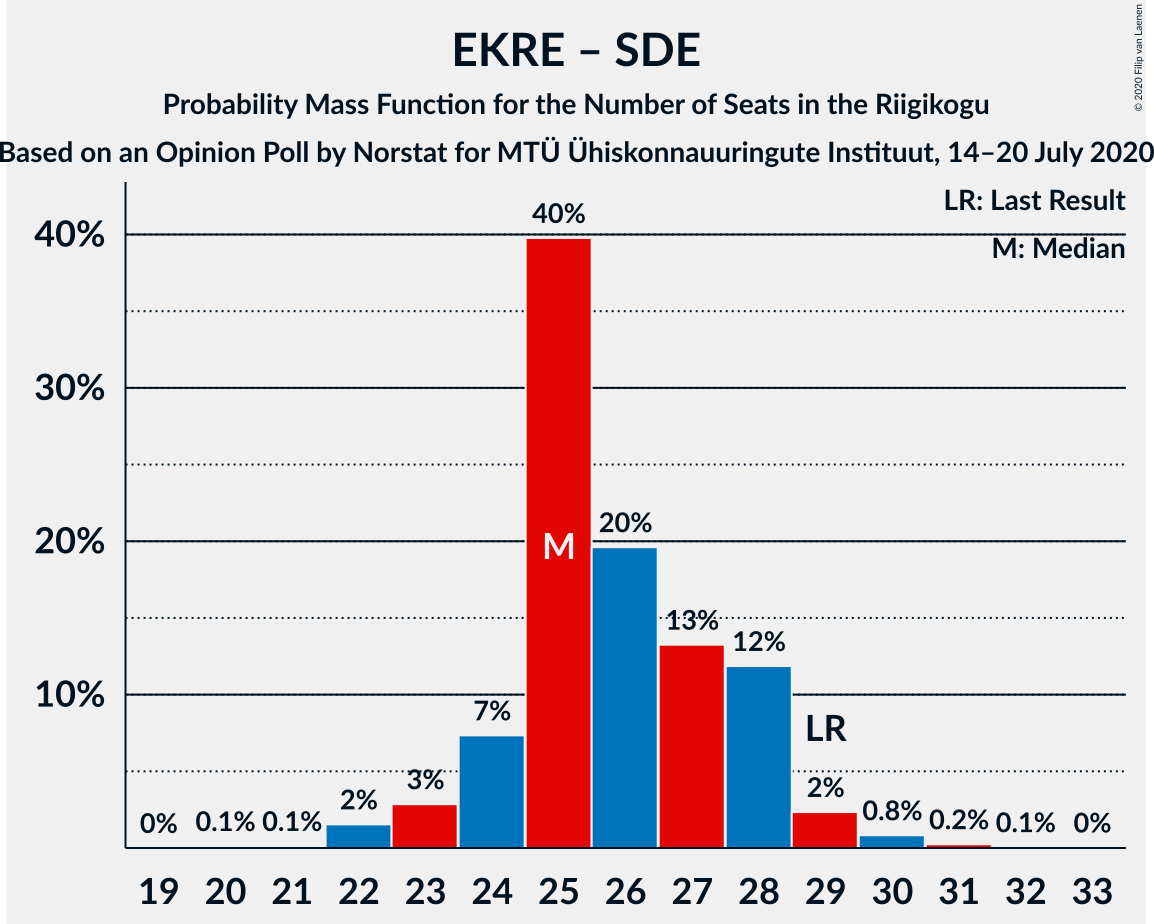 EKRE – SDE
Probability Mass Function for the Number of Seats in the Riigikogu
Based on an Opinion Poll by Norstat for MTÜ Ühiskonnauuringute Instituut, 14–20 July 2020
© 2020 Filip van Laenen
LR: Last Result
M: Median
40%
30%
20%
10%
0%
0.1%
0.1%
2%
3%
7%
40%
M
20%
13%
12%
LR
2%
0.8%
0.2%
0.1%
0%
19 20 21 22 23 24 25 26 27 28 29 30 31 32 33